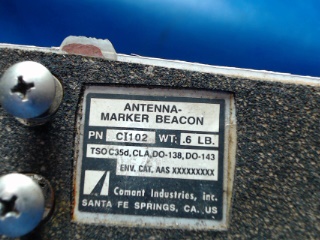 ANTENNA-
MARKER BEACON
PN CI102 WT: .6 LB.
TSO C35d, CLA, DO-138, DO-143
ENV. CAT. AAS XXXXXXXXX
Comant Industries, inc.
SANTA FE SPRINGS, CA. US